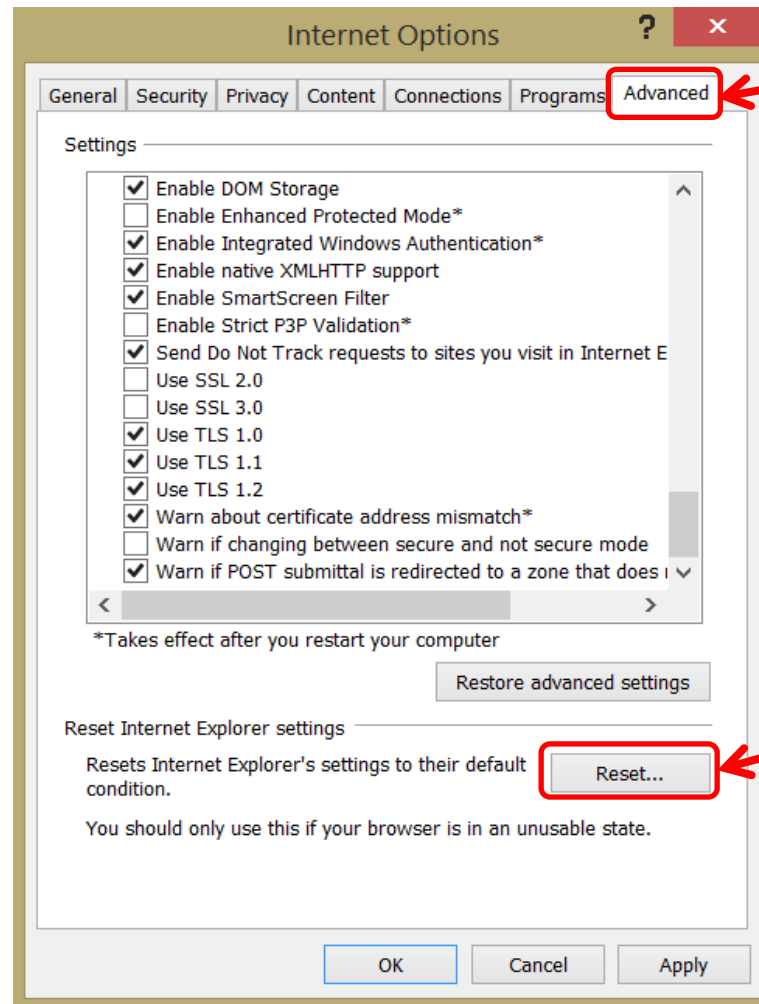 Internet Options
?
x
General Security Privacy Content Connections Programs Advanced
Settings
Enable DOM Storage
Enable Enhanced Protected Mode*
Enable Integrated Windows Authentication*
Enable native XMLHTTP support
Enable SmartScreen Filter
Enable Strict P3P Validation*
Send Do Not Track requests to sites you visit in Internet E
Use SSL 2.0
Use SSL 3.0
Use TLS 1.0
Use TLS 1.1
Use TLS 1.2
Warn about certificate address mismatch*
Warn if changing between secure and not secure mode
Warn if POST submittal is redirected to a zone that does
*Takes effect after you restart your computer
Restore advanced settings
Reset Internet Explorer settings
Resets Internet Explorer's settings to their default
condition.
Reset...
You should only use this if your browser is in an unusable state.
OK Cancel Apply